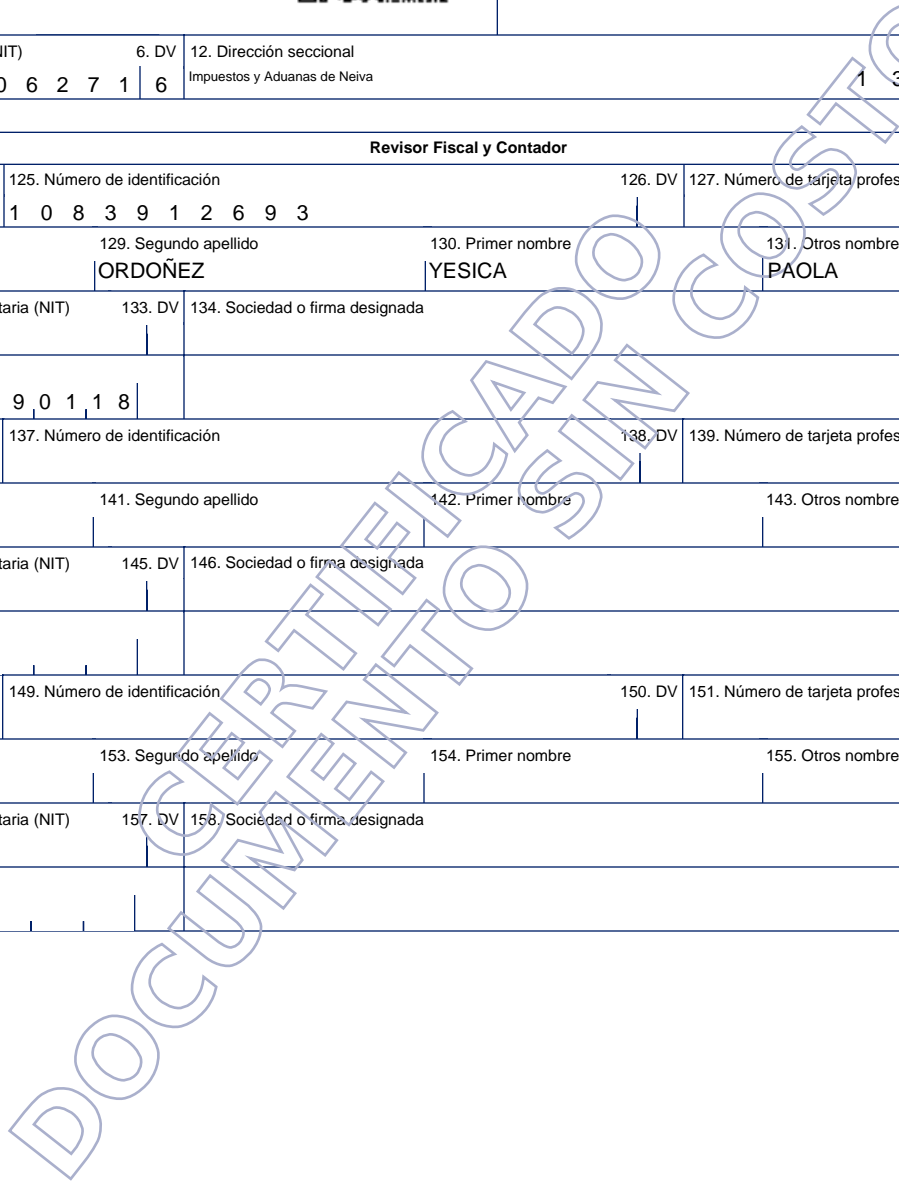 NIT) 6. DV 12. Dirección seccional
0 6 2 7 1 6 Impuestos y Aduanas de Neiva 1 3
Revisor Fiscal y Contador
125. Número de identificación 126. DV 127. Número de tarjeta profes
1 0 8 3 9 1 2 6 9 3
129. Segundo apellido 130. Primer nombre 131. Otros nombre
ORDOÑEZ YESICA PAOLA
taria (NIT) 133. DV 134. Sociedad o firma designada
9 0 1 1 8
137. Número de identificación 138. DV 139. Número de tarjeta profes
141. Segundo apellido 142. Primer nombre 143. Otros nombre
taria (NIT) 145. DV 146. Sociedad o firma designada
149. Número de identificación 150. DV 151. Número de tarjeta profes
153. Segundo apellido 154. Primer nombre 155. Otros nombre
taria (NIT) 157. DV 158. Sociedad o firma designada
CERTIFICADO
DOCUMENTO SIN COSTO